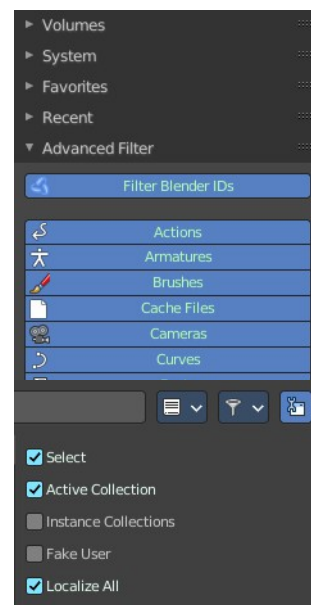 Volumes
System
Favorites
Recent
Advanced Filter
Filter Blender IDs
Actions
Armatures
Brushes
Cache Files
Cameras
Curves
Select
Active Collection
Instance Collections
Fake User
Localize All